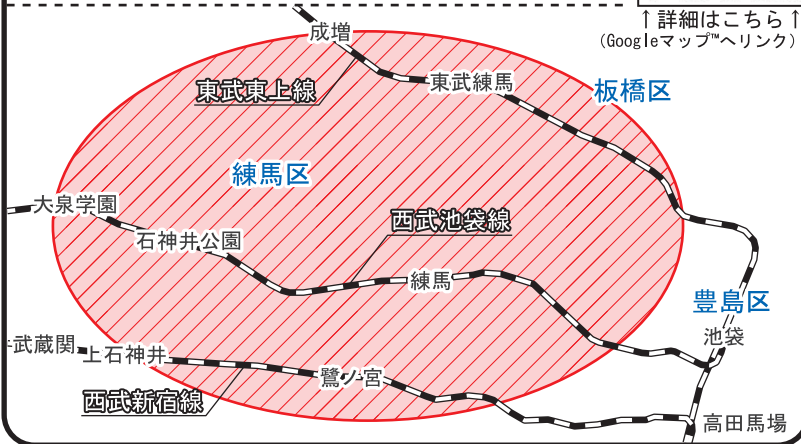 ↑詳細はこちら↑
(Googleマップ™へリンク)
成増
東武東上線
東武練馬
板橋区
練馬区
大泉学園
石神井公園
西武池袋線
練馬
豊島区
池袋
武蔵関
上石神井
鷺ノ宮
西武新宿線
高田馬場